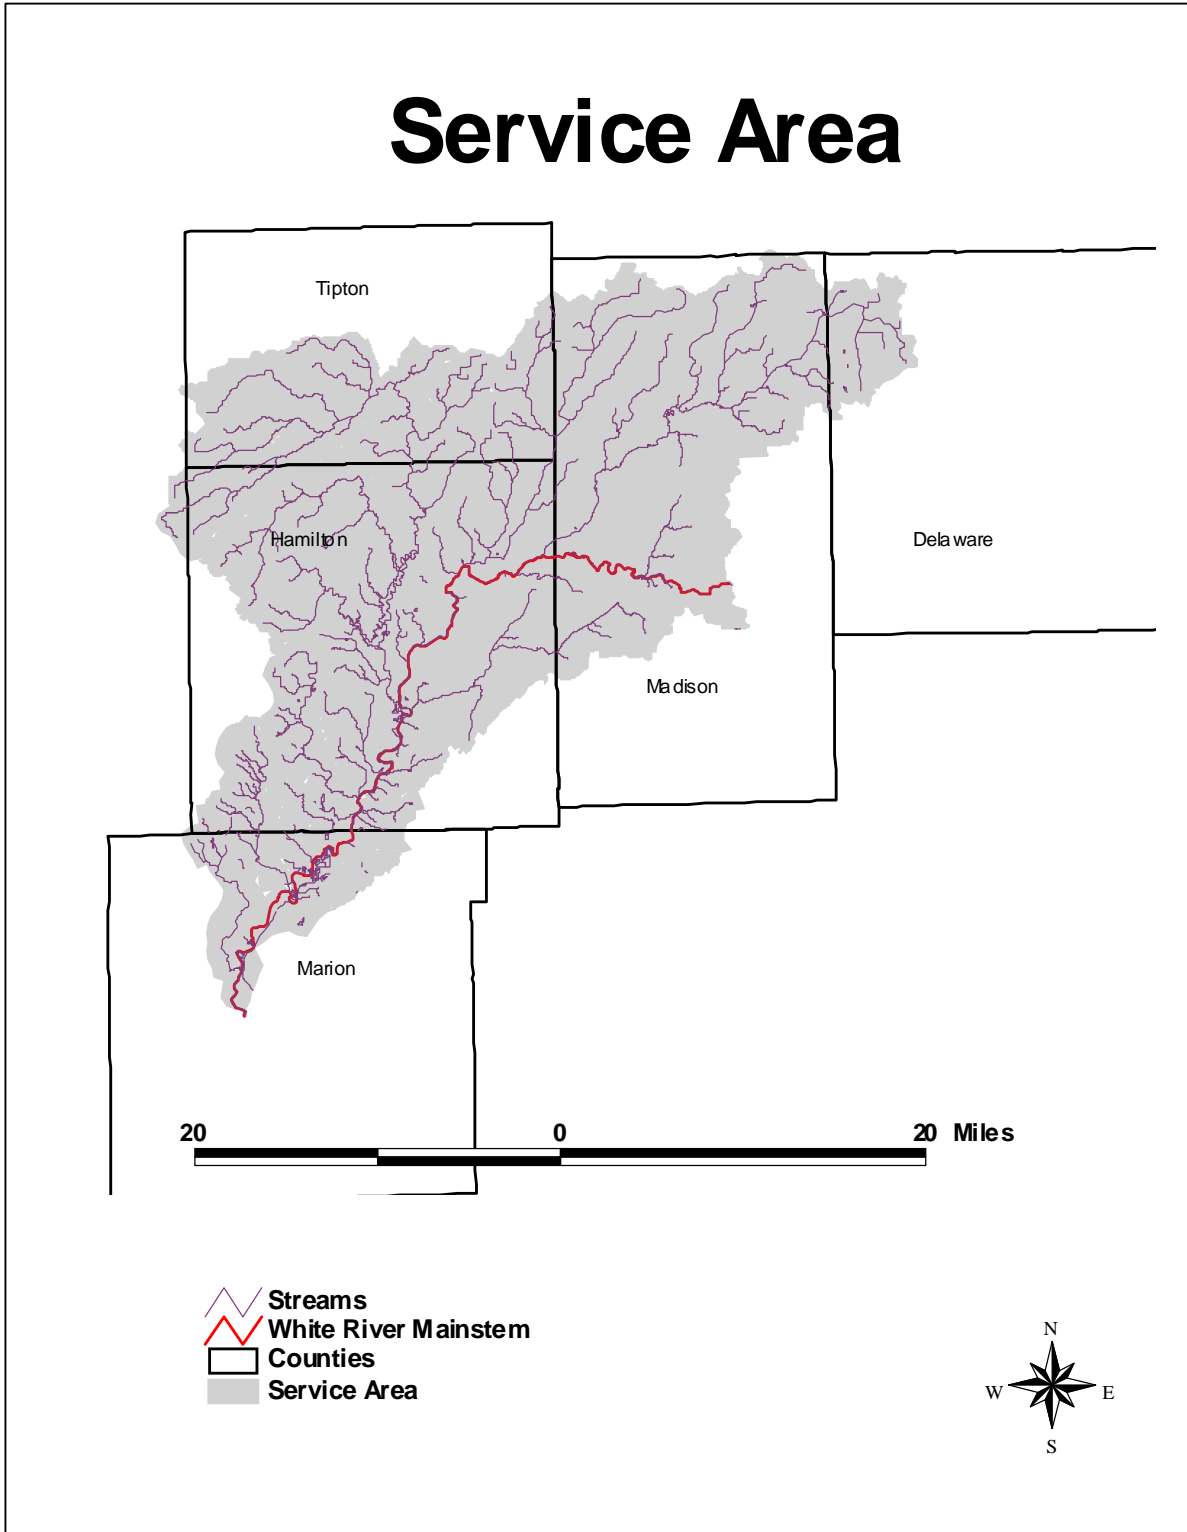 Service Area
Tipton
Hamilton
Delaware
Madison
Marion
20 0 20 Miles
Streams
White River Mainstem
Counties
Service Area
N
W E
S